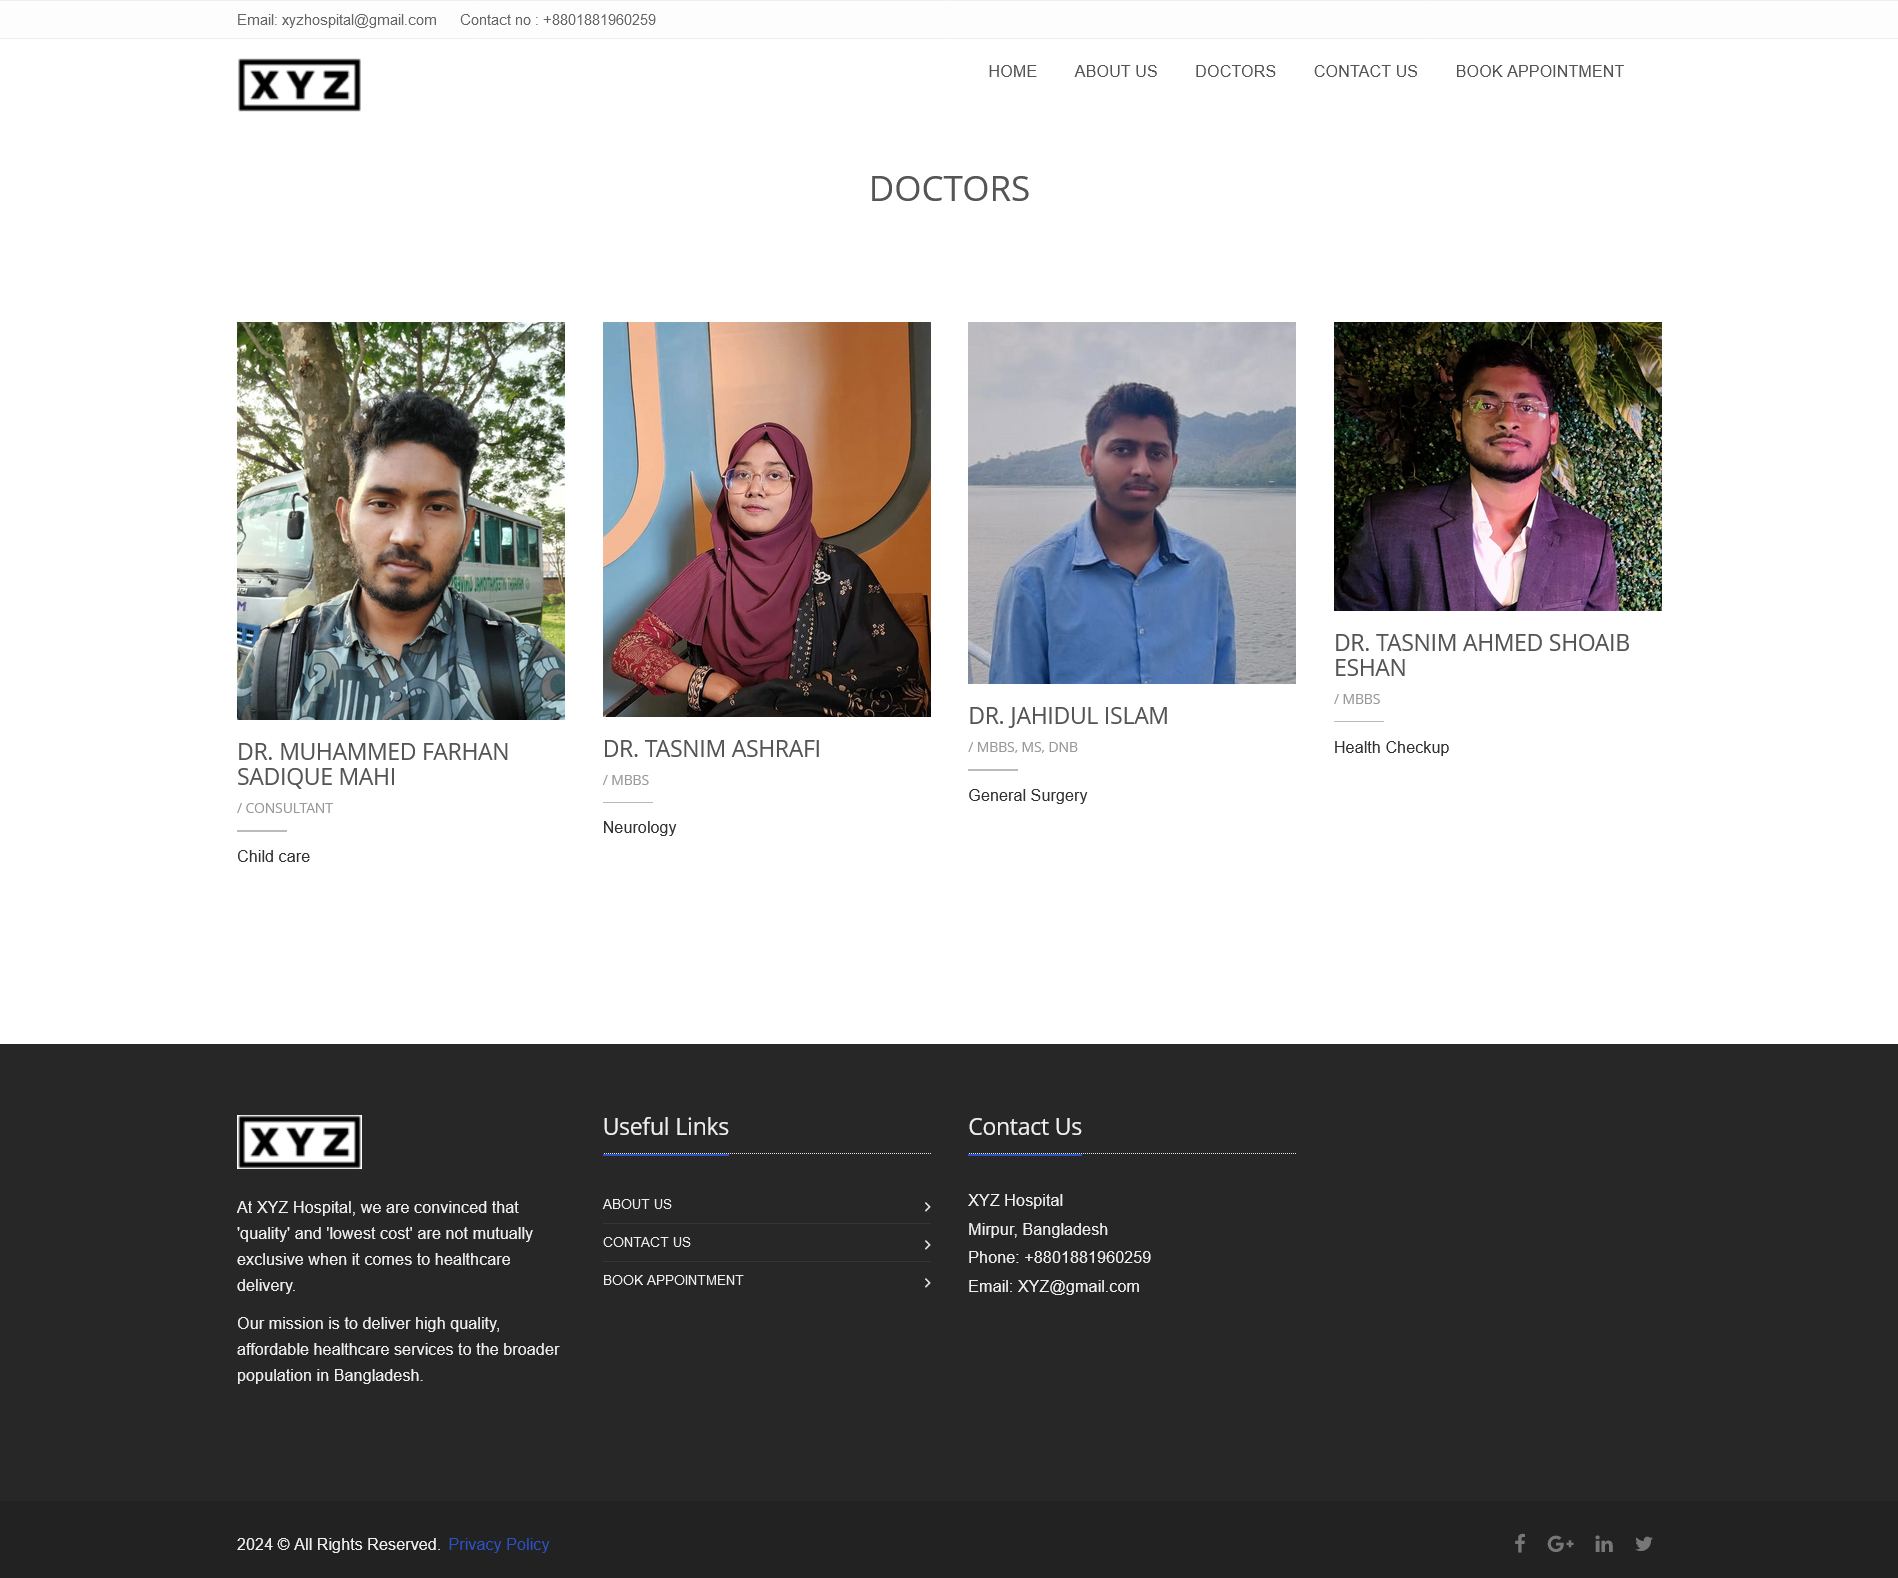 Email: xyzhospital@gmail.com Contact no : +8801881960259
XYZ
HOME ABOUT US DOCTORS CONTACT US BOOK APPOINTMENT
DOCTORS
DR. MUHAMMED FARHAN
SADIQUE MAHI
/ CONSULTANT
Child care
DR. TASNIM ASHRAFI
/ MBBS
Neurology
DR. JAHIDUL ISLAM
/ MBBS, MS, DNB
General Surgery
DR. TASNIM AHMED SHOAIB
ESHAN
/ MBBS
Health Checkup
XYZ
At XYZ Hospital, we are convinced that
'quality' and 'lowest cost' are not mutually
exclusive when it comes to healthcare
delivery.
Our mission is to deliver high quality,
affordable healthcare services to the broader
population in Bangladesh.
Useful Links
ABOUT US
CONTACT US
BOOK APPOINTMENT
Contact Us
XYZ Hospital
Mirpur, Bangladesh
Phone: +8801881960259
Email: XYZ@gmail.com
2024 © All Rights Reserved. Privacy Policy